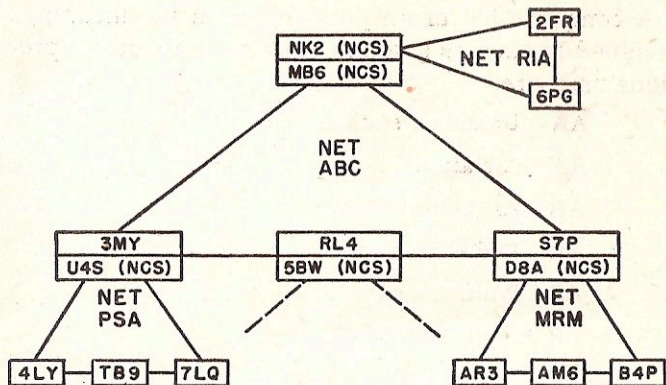 2FR
NK2 (NCS)
NET RIA
MB6 (NCS)
6PG
NET
ABC
3MY
RL4
S7P
U4S (NCS)
5BW (NCS)
D8A (NCS)
NET
PSA
NET
MRM
4LY
TB9
7LQ
AR3
AM6
B4P